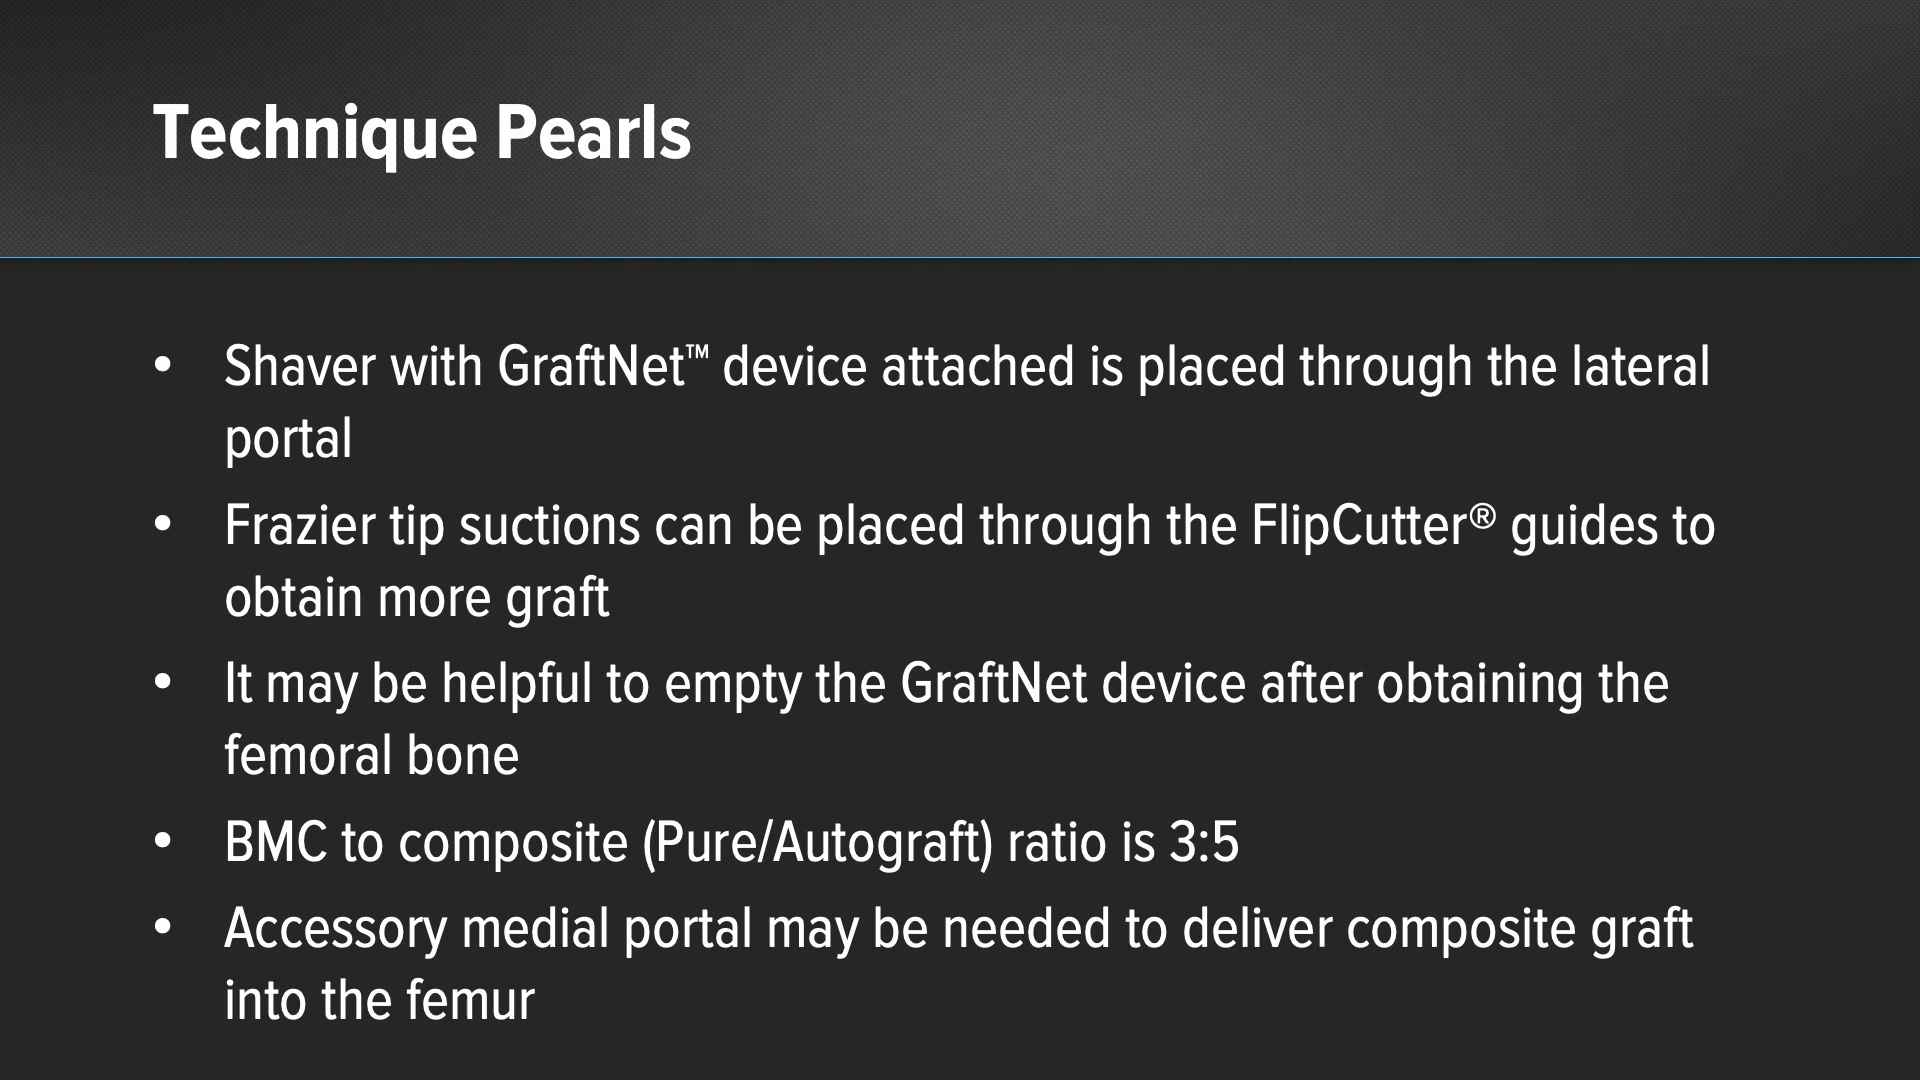 Technique Pearls
• Shaver with GraftNet™ device attached is placed through the lateral
portal
• Frazier tip suctions can be placed through the FlipCutter® guides to
obtain more graft
• It may be helpful to empty the GraftNet device after obtaining the
femoral bone
• BMC to composite (Pure/Autograft) ratio is 3:5
• Accessory medial portal may be needed to deliver composite graft
into the femur